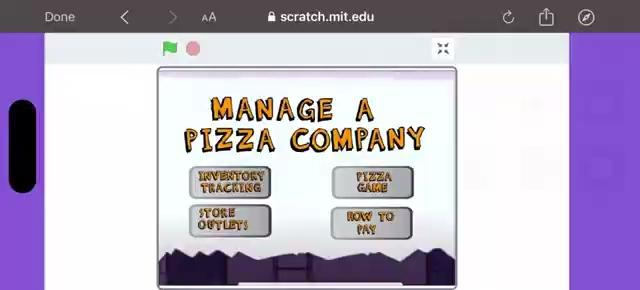 Done
AA
scratch.mit.edu
MANAGE A
PIZZA COMPANY
INVENTORY
TRACKING
PIZZA
GAME
STORE
OUTLETS
HOW TO
PAY